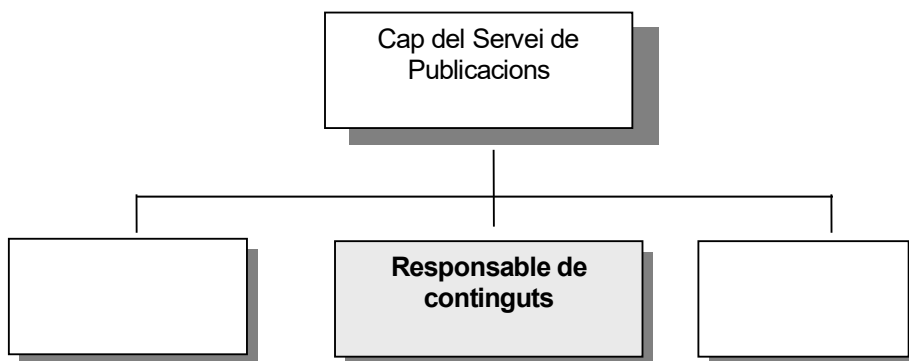 Cap del Servei de
Publicacions
Responsable de
continguts